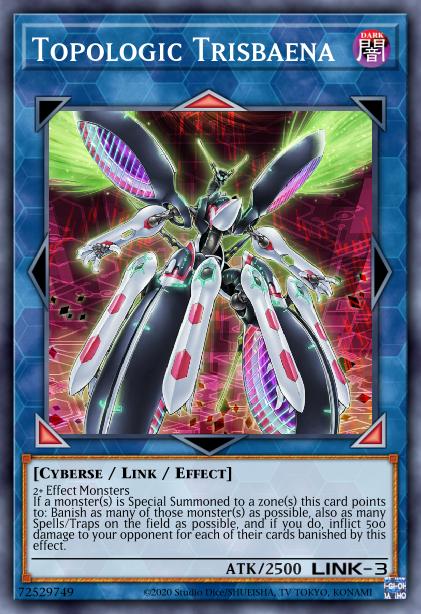 Topologic Trisbaena
DARK
闇
[Cyberse / Link / Effect]
2+ Effect Monsters
If a monster(s) is Special Summoned to a zone(s) this card points
to: Banish as many of those monster(s) as possible, also as many
Spells/Traps on the field as possible, and if you do, inflict 500
damage to your opponent for each of their cards banished by this
effect.
ATK/2500 LINK-3
72529749 ©2020 Studio Dice/SHUEISHA, TV TOKYO, KONAMI